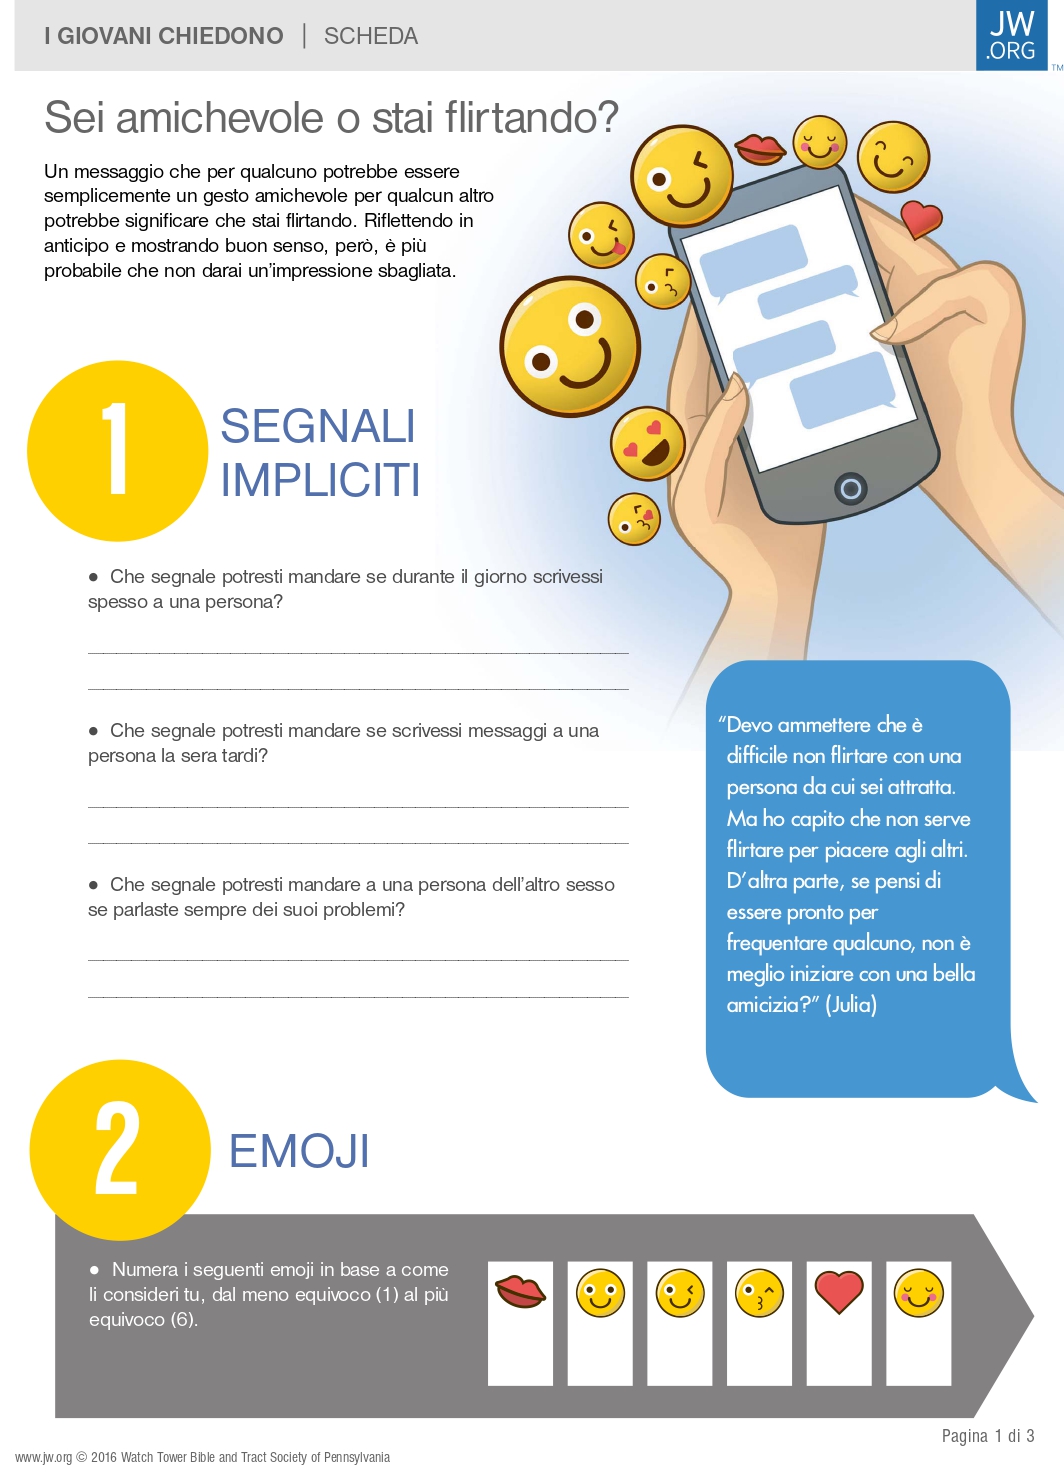 I GIOVANI CHIEDONO | SCHEDA
JW
.ORG
TM
Sei amichevole o stai flirtando?
Un messaggio che per qualcuno potrebbe essere
semplicemente un gesto amichevole per qualcun altro
potrebbe significare che stai flirtando. Riflettendo in
anticipo e mostrando buon senso, però, è più
probabile che non darai un’impressione sbagliata.
1
SEGNALI
IMPLICITI
● Che segnale potresti mandare se durante il giorno scrivessi
spesso a una persona?
● Che segnale potresti mandare se scrivessi messaggi a una
persona la sera tardi?
● Che segnale potresti mandare a una persona dell’altro sesso
se parlaste sempre dei suoi problemi?
“Devo ammettere che è
difficile non flirtare con una
persona da cui sei attratta.
Ma ho capito che non serve
flirtare per piacere agli altri.
D’altra parte, se pensi di
essere pronto per
frequentare qualcuno, non è
meglio iniziare con una bella
amicizia?” (Julia)
2
EMOJI
● Numera i seguenti emoji in base a come
li consideri tu, dal meno equivoco (1) al più
equivoco (6).
Pagina 1 di 3
www.jw.org © 2016 Watch Tower Bible and Tract Society of Pennsylvania